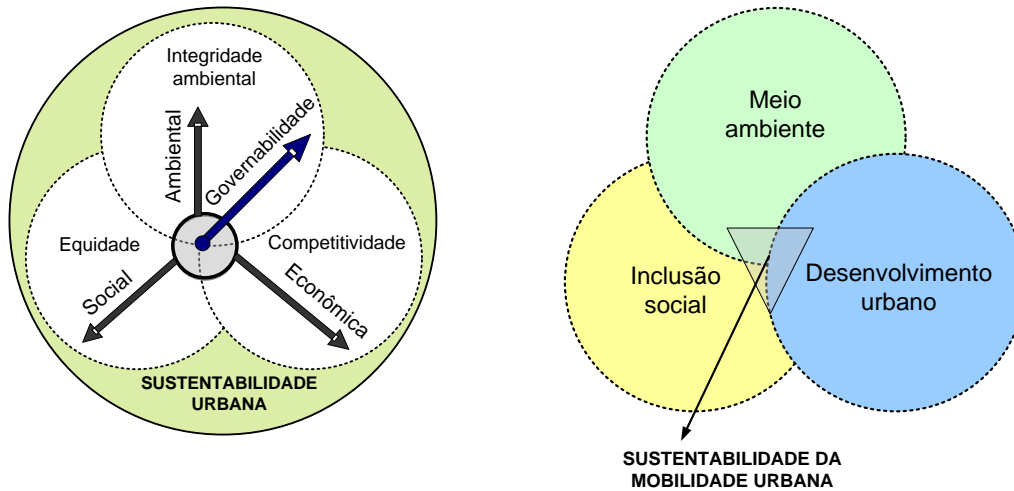 Integridade
ambiental
Ambiental
Governabilidade
Equidade
Competitividade
Social
Econômica
SUSTENTABILIDADE
URBANA
Meio
ambiente
Inclusão
social
Desenvolvimento
urbano
SUSTENTABILIDADE DA
MOBILIDADE URBANA